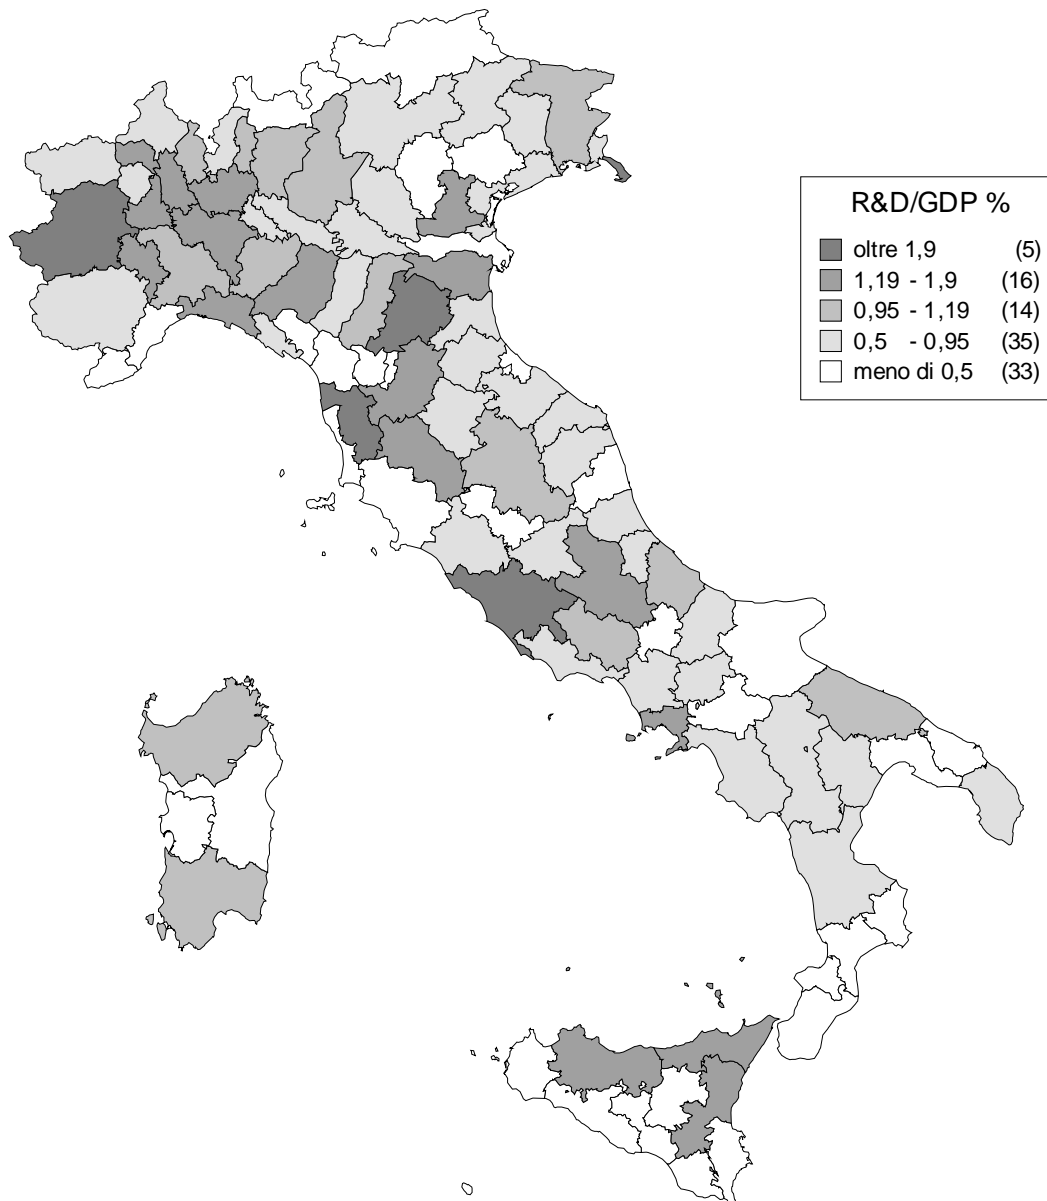 R&D/GDP %
oltre 1,9 (5)
1,19 - 1,9 (16)
0,95 - 1,19 (14)
0,5 - 0,95 (35)
meno di 0,5 (33)